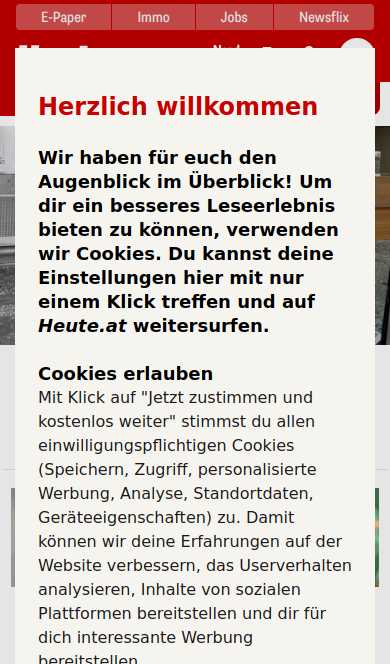 E-Paper
Immo
Jobs
Newsflix
Herzlich willkommen
Wir haben für euch den
Augenblick im Überblick! Um
dir ein besseres Leseerlebnis
bieten zu können, verwenden
wir Cookies. Du kannst deine
Einstellungen hier mit nur
einem Klick treffen und auf
Heute.at weitersurfen.
Cookies erlauben
Mit Klick auf "Jetzt zustimmen und
kostenlos weiter" stimmst du allen
einwilligungspflichtigen Cookies
(Speichern, Zugriff, personalisierte
Werbung, Analyse, Standortdaten,
Geräteeigenschaften) zu. Damit
können wir deine Erfahrungen auf der
Website verbessern, das Userverhalten
analysieren, Inhalte von sozialen
Plattformen bereitstellen und dir für
dich interessante Werbung
bereitstellen